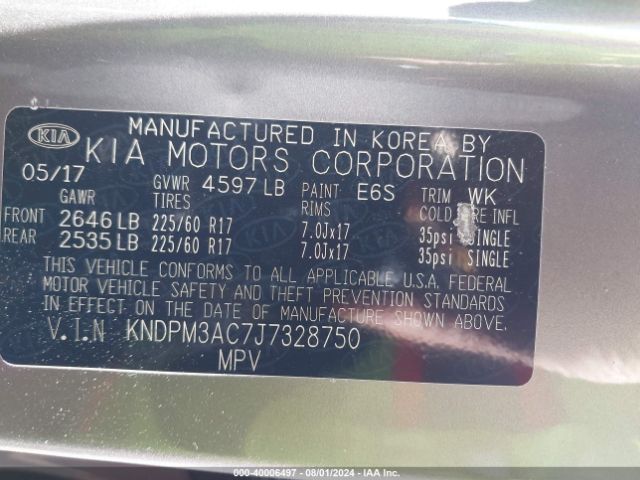 KIA
MANUFACTURED IN KOREA BY
KIA MOTORS CORPORATION
05/17 GVWR 4597 LB PAINT E6S TRIM WK
GAWR TIRES RIMS COLD INFL
FRONT 2646 LB 225/60 R17 7.0Jx17 35psi SINGLE
REAR 2535 LB 225/60 R17 7.0Jx17 35psi SINGLE
THIS VEHICLE CONFORMS TO ALL APPLICABLE U.S.A. FEDERAL
MOTOR VEHICLE SAFETY AND THEFT PREVENTION STANDARDS
IN EFFECT ON THE DATE OF MANUFACTURE SHOWN ABOVE.
V.I.N KNDPM3AC7J7328750
MPV
000-40006497 - 08/01/2024 - IAA Inc.